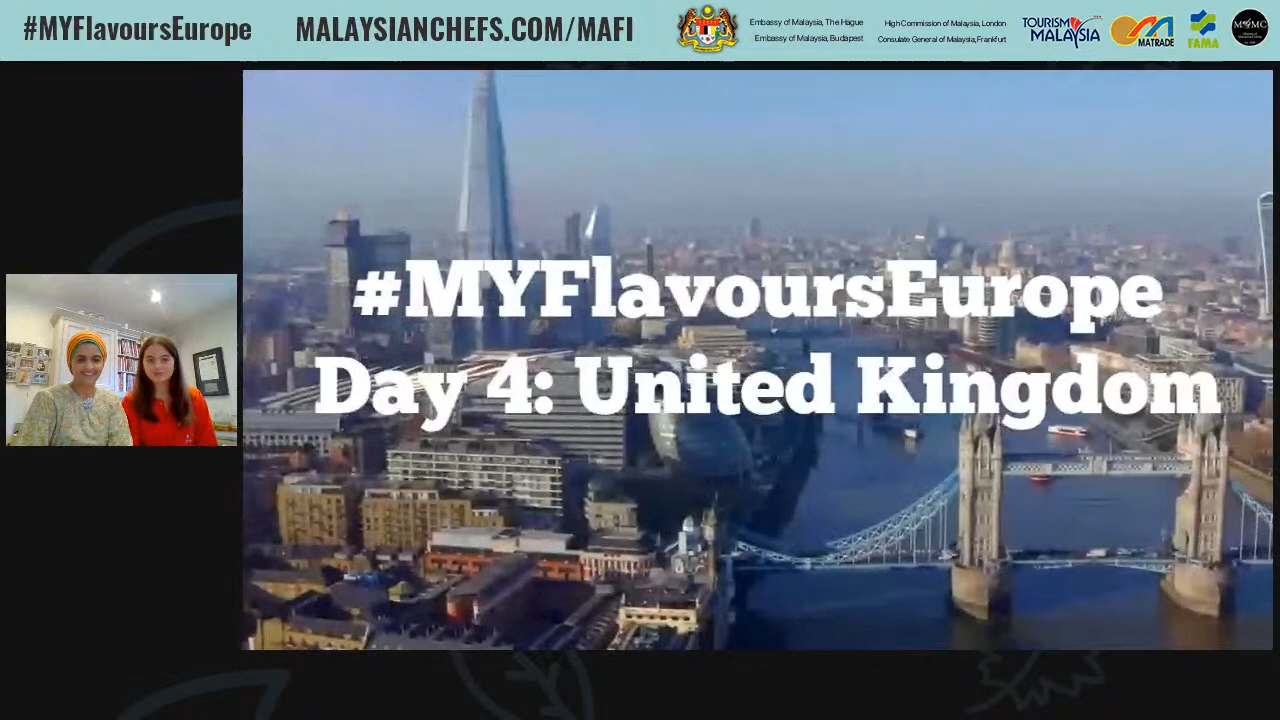 #MYFlavoursEurope
MALAYSIANCHEFS.COM/MAFI
Embassy of Malaysia, The Hague
Embassy of Malaysia, Budapest
High Commission of Malaysia, London
Consulate General of Malaysia, Frankfurt
TOURISM
MALAYSIA
MATRADE
FAMA
#MYFlavoursEurope
Day 4: United Kingdom